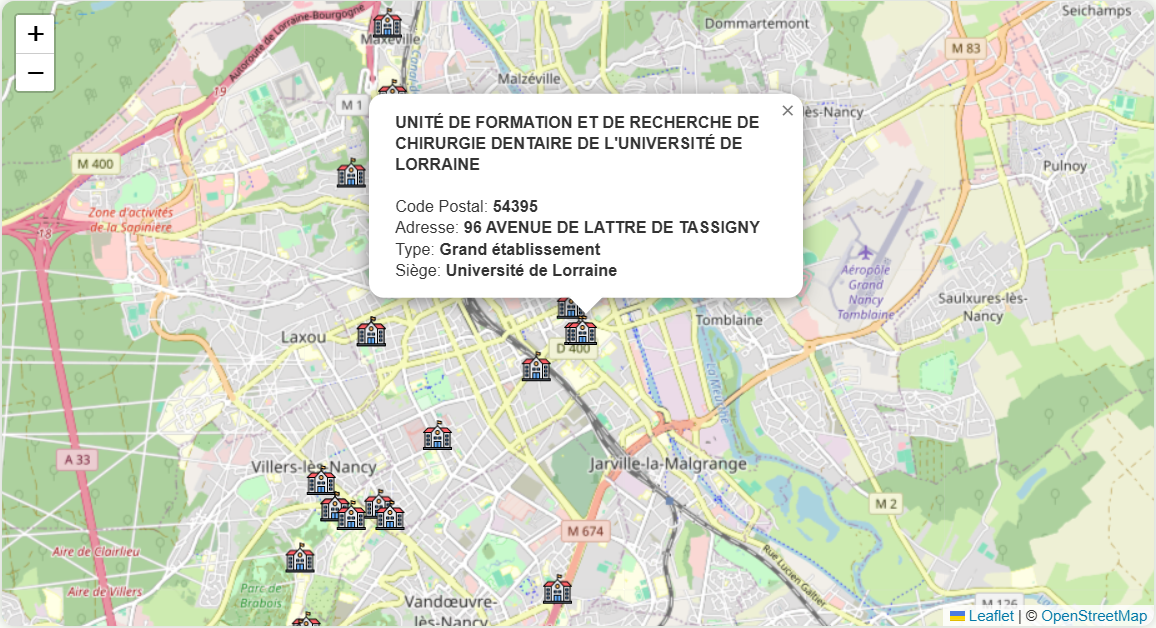 Autoroute de Lorraine-Bourgogne
Maxéville
Dommartemont
Seichamps
+
−
M 83
Malzéville
19
M 1
×
ès-Nancy
UNITÉ DE FORMATION ET DE RECHERCHE DE
CHIRURGIE DENTAIRE DE L'UNIVERSITÉ DE
LORRAINE
M 400
Pulnoy
Code Postal: 54395
Adresse: 96 AVENUE DE LATTRE DE TASSIGNY
Type: Grand établissement
Siège: Université de Lorraine
Zone d'activités
de la Sapinière
18
Aéropôle
Grand
Nancy
Tomblaine
Saulxures-lès-
Nancy
Tomblaine
Laxou
D 400
La Meurthe
A 33
Villers-lès-Nancy
Jarville-la-Malgrange
M 2
M 674
Aire de Clairlieu
Aire de Villers
Parc de
Brabois
Rue Lucien Galtier
Vandœuvre-
lès-Nancy
M 126
Leaflet | © OpenStreetMap